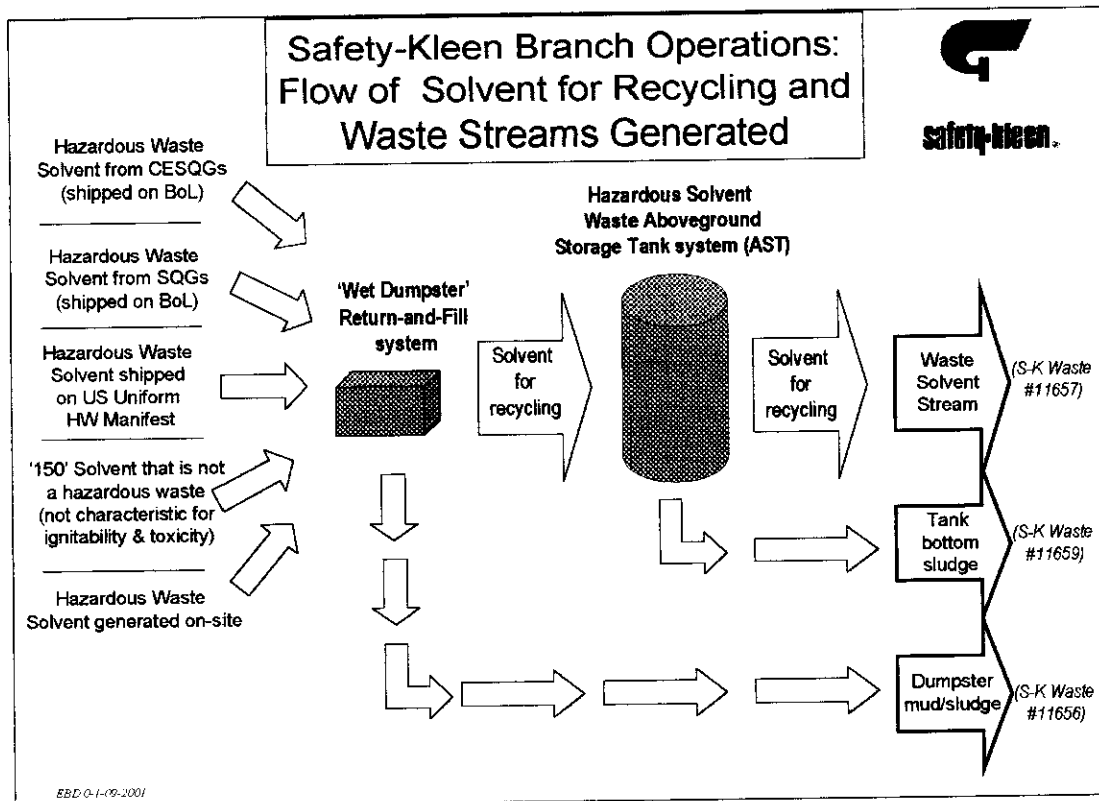 Safety-Kleen Branch Operations:
Flow of Solvent for Recycling and
Waste Streams Generated
safety-kleen®
Hazardous Waste
Solvent from CESQGs
(shipped on BoL)
Hazardous Waste
Solvent from SQGs
(shipped on BoL)
Hazardous Waste
Solvent shipped
on US Uniform
HW Manifest
'150' Solvent that is not
a hazardous waste
(not characteristic for
ignitability & toxicity)
Hazardous Waste
Solvent generated on-site
'Wet Dumpster'
Return-and-Fill
system
Solvent
for
recycling
Hazardous Solvent
Waste Aboveground
Storage Tank system (AST)
Solvent
for
recycling
Waste
Solvent
Stream
(S-K Waste
#11657)
Tank
bottom
sludge
(S-K Waste
#11659)
Dumpster
mud/sludge
(S-K Waste
#11656)